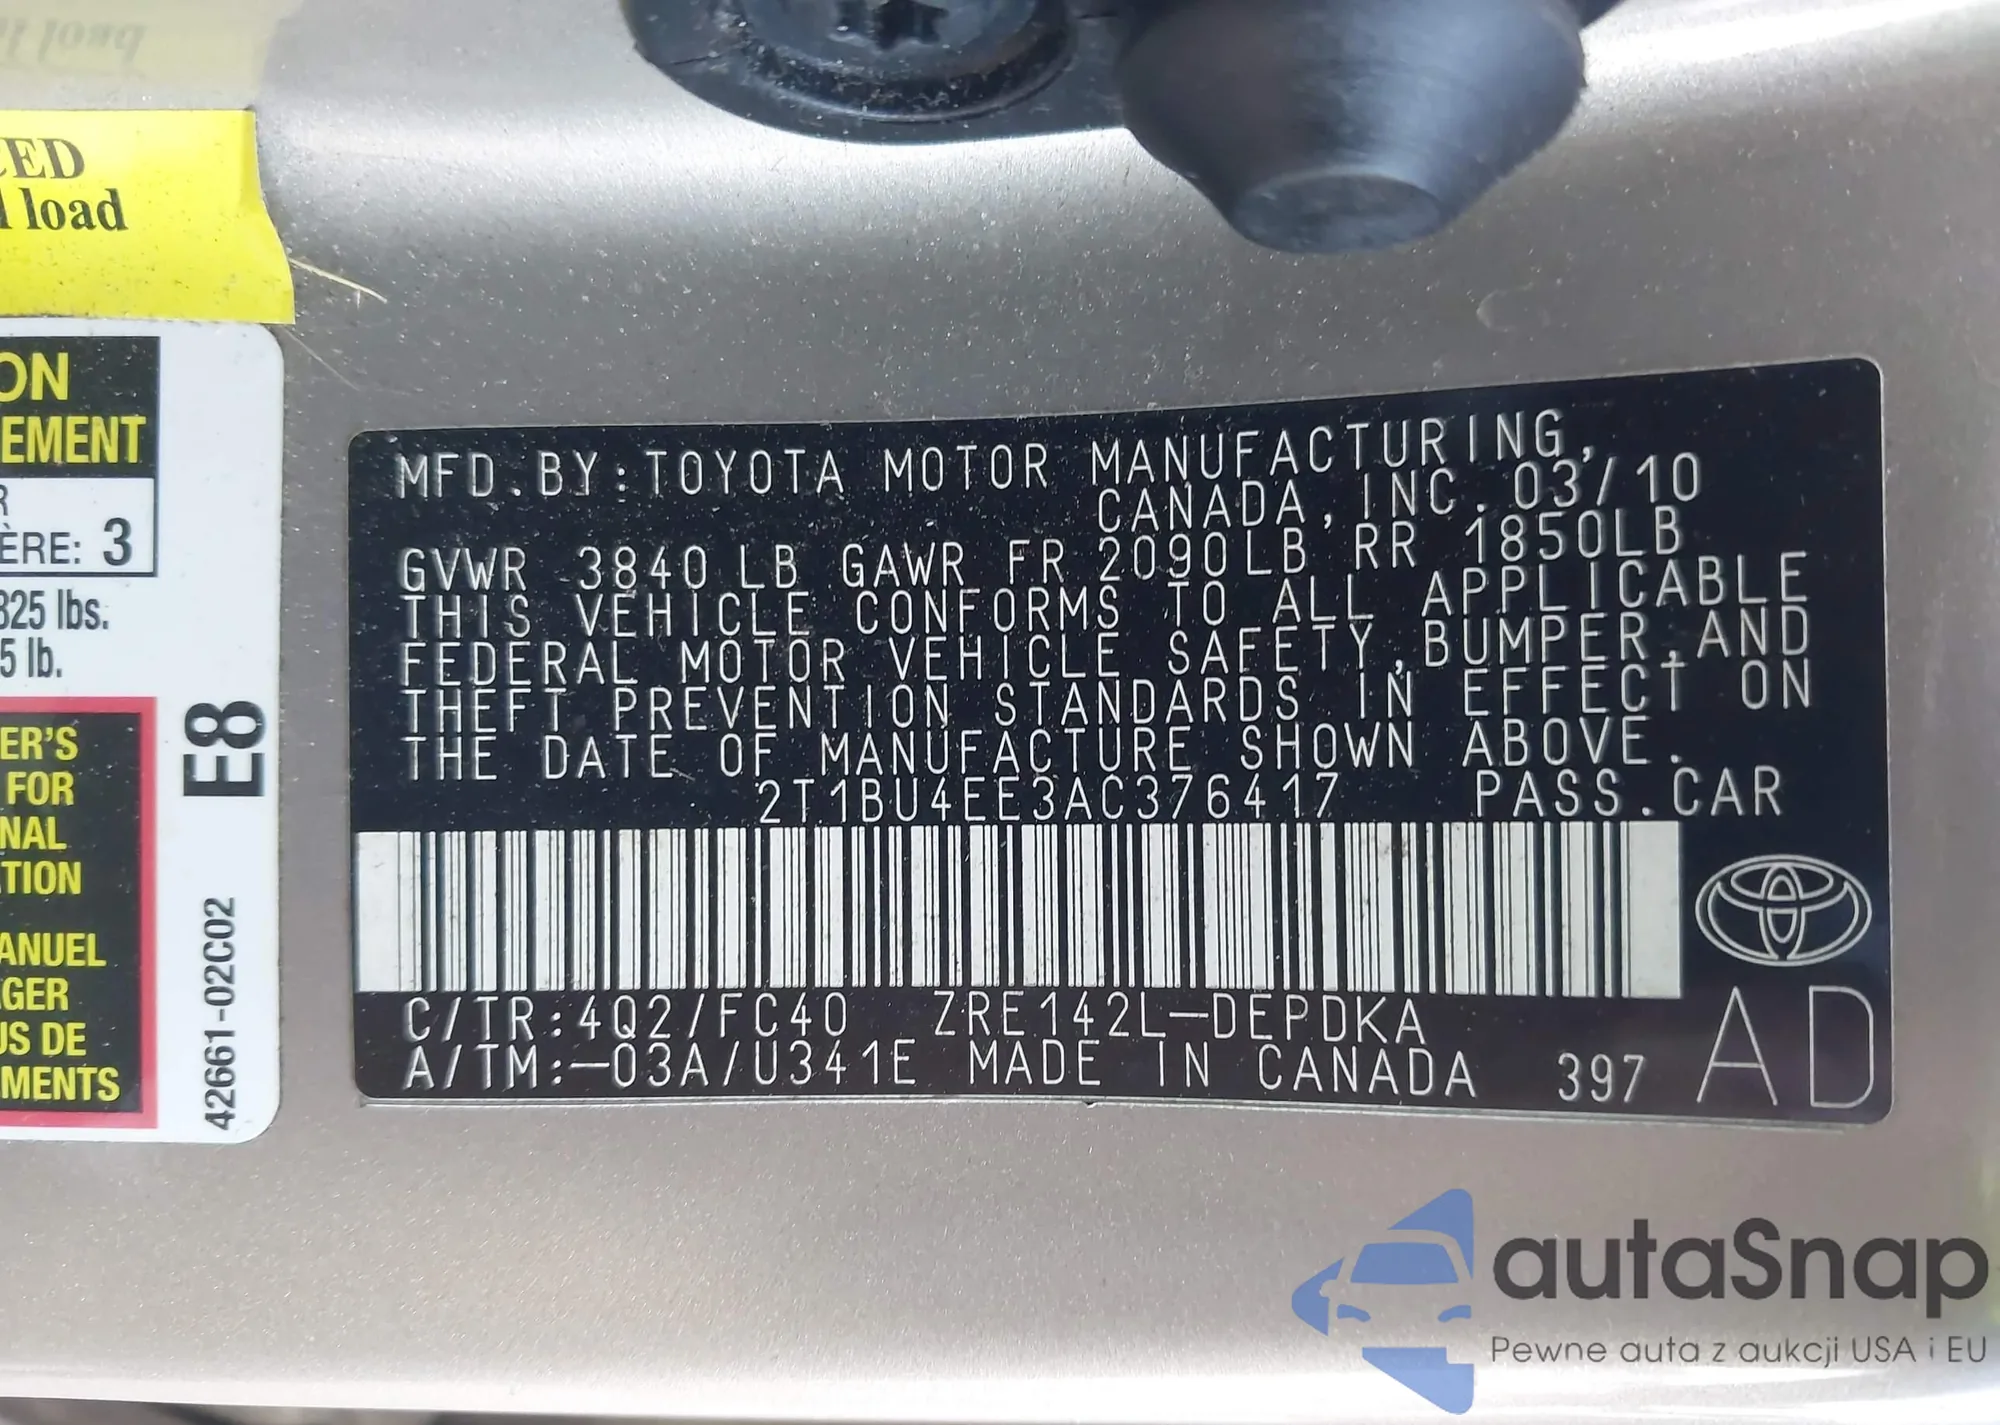 CED
load
ON
EMENT
R
ÈRE: 3
825 lbs.
5 lb.
ER'S
FOR
NAL
TION
ANUEL
GER
US DE
MENTS
E8
42661-02C02
MFD.BY:TOYOTA MOTOR MANUFACTURING,
CANADA, INC. 03/10
GVWR 3840 LB GAWR FR 2090LB RR 1850LB
THIS VEHICLE CONFORMS TO ALL APPLICABLE
FEDERAL MOTOR VEHICLE SAFETY,BUMPER,AND
THEFT PREVENTION STANDARDS IN EFFECT ON
THE DATE OF MANUFACTURE SHOWN ABOVE.
2T1BU4EE3AC376417 PASS.CAR
C/TR:4Q2/FC40 ZRE142L-DEPDKA
A/TM:-03A/U341E MADE IN CANADA 397 AD
autaSnap
Pewne auta z aukcji USA i EU